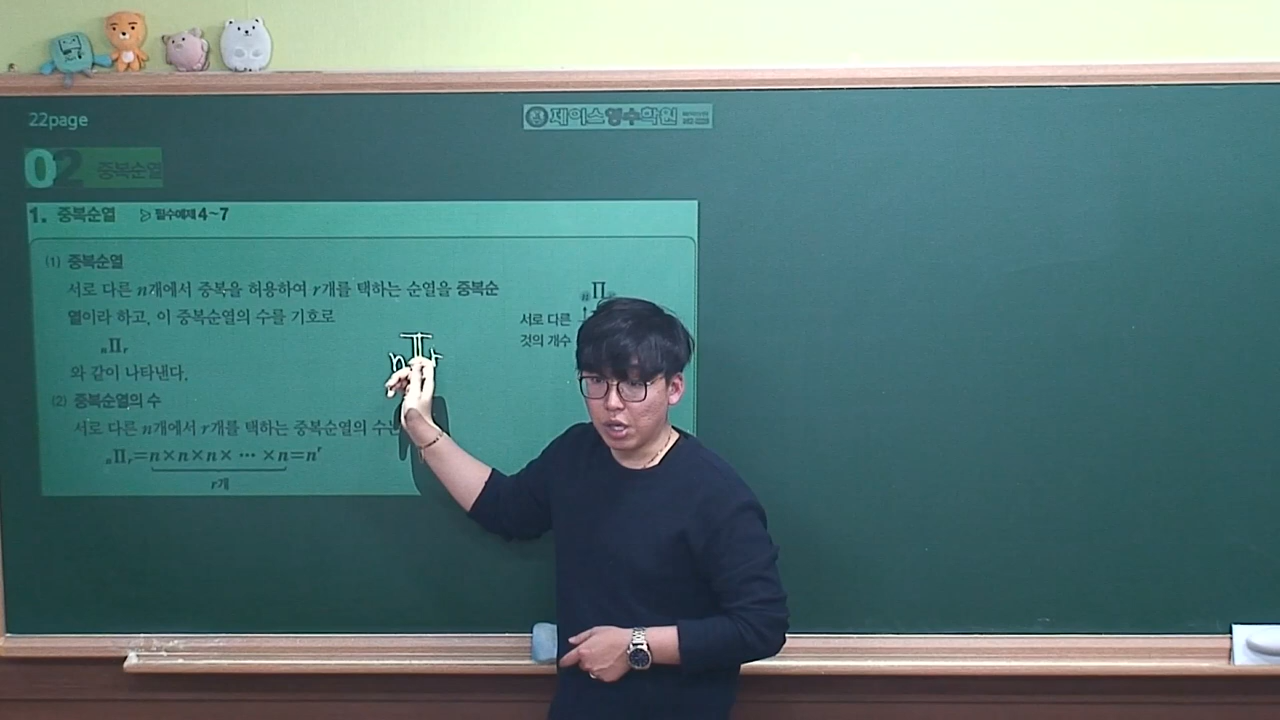 22page
제이스영수학원
02 중복순열
1. 중복순열 ▷ 필수예제 4~7
(1) 중복순열
서로 다른 n개에서 중복을 허용하여 r개를 택하는 순열을 중복순
열이라 하고, 이 중복순열의 수를 기호로
ₙΠᵣ
와 같이 나타낸다.
(2) 중복순열의 수
서로 다른 n개에서 r개를 택하는 중복순열의 수는
ₙΠᵣ=n×n×n× ··· ×n=nʳ
r개
nΠr
ₙΠ
서로 다른
것의 개수